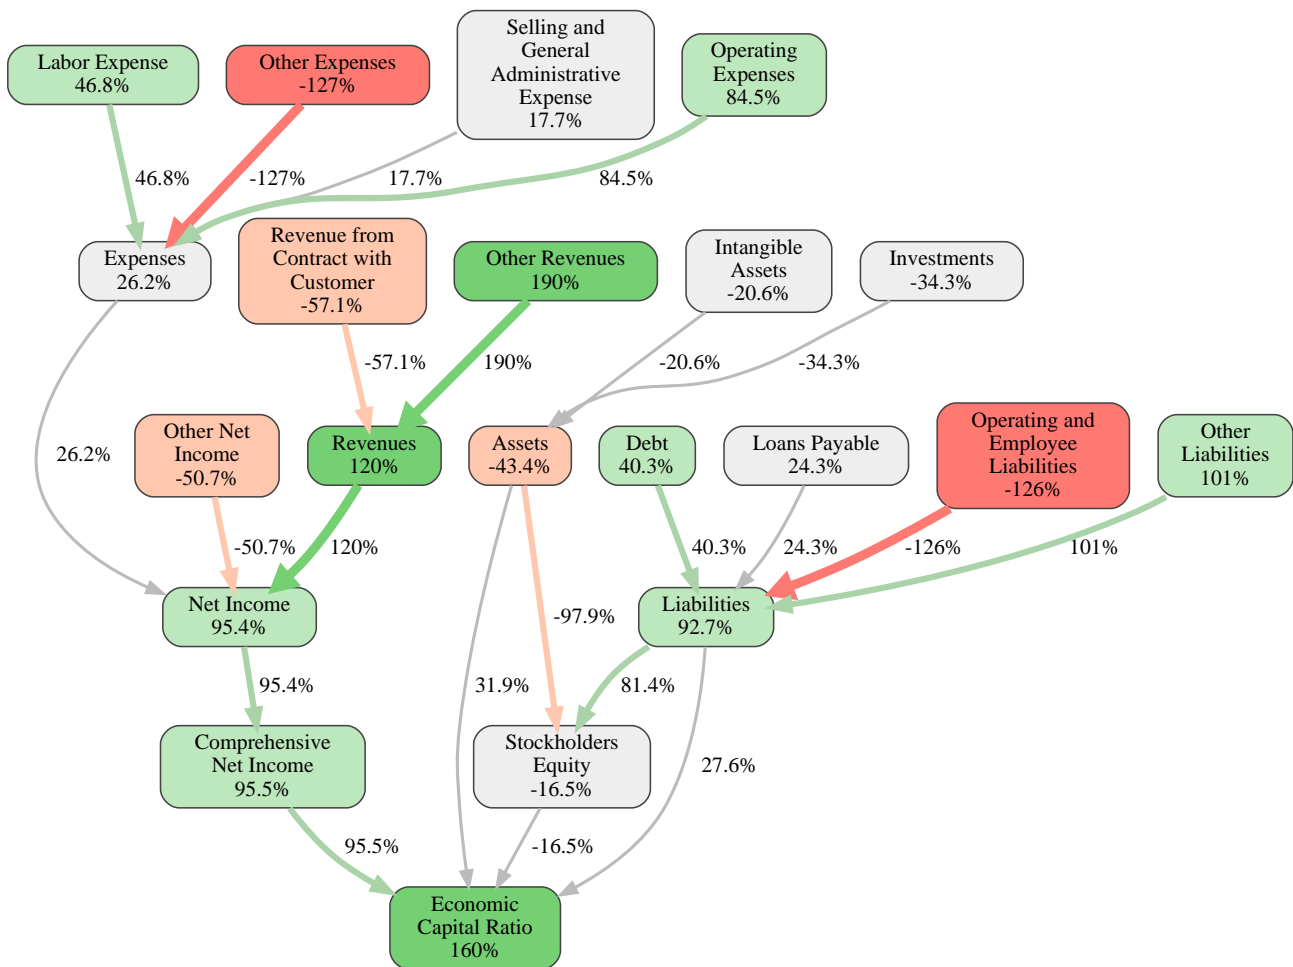 Labor Expense
46.8%
Other Expenses
-127%
Selling and
General
Administrative
Expense
17.7%
Operating
Expenses
84.5%
46.8%
-127%
17.7%
84.5%
Expenses
26.2%
Revenue from
Contract with
Customer
-57.1%
Other Revenues
190%
Intangible
Assets
-20.6%
Investments
-34.3%
-57.1%
190%
-20.6%
-34.3%
26.2%
Other Net
Income
-50.7%
Revenues
120%
Assets
-43.4%
Debt
40.3%
Loans Payable
24.3%
Operating and
Employee
Liabilities
-126%
Other
Liabilities
101%
-50.7%
120%
40.3%
24.3%
-126%
101%
Net Income
95.4%
-97.9%
Liabilities
92.7%
95.4%
31.9%
81.4%
27.6%
Comprehensive
Net Income
95.5%
Stockholders
Equity
-16.5%
95.5%
-16.5%
Economic
Capital Ratio
160%